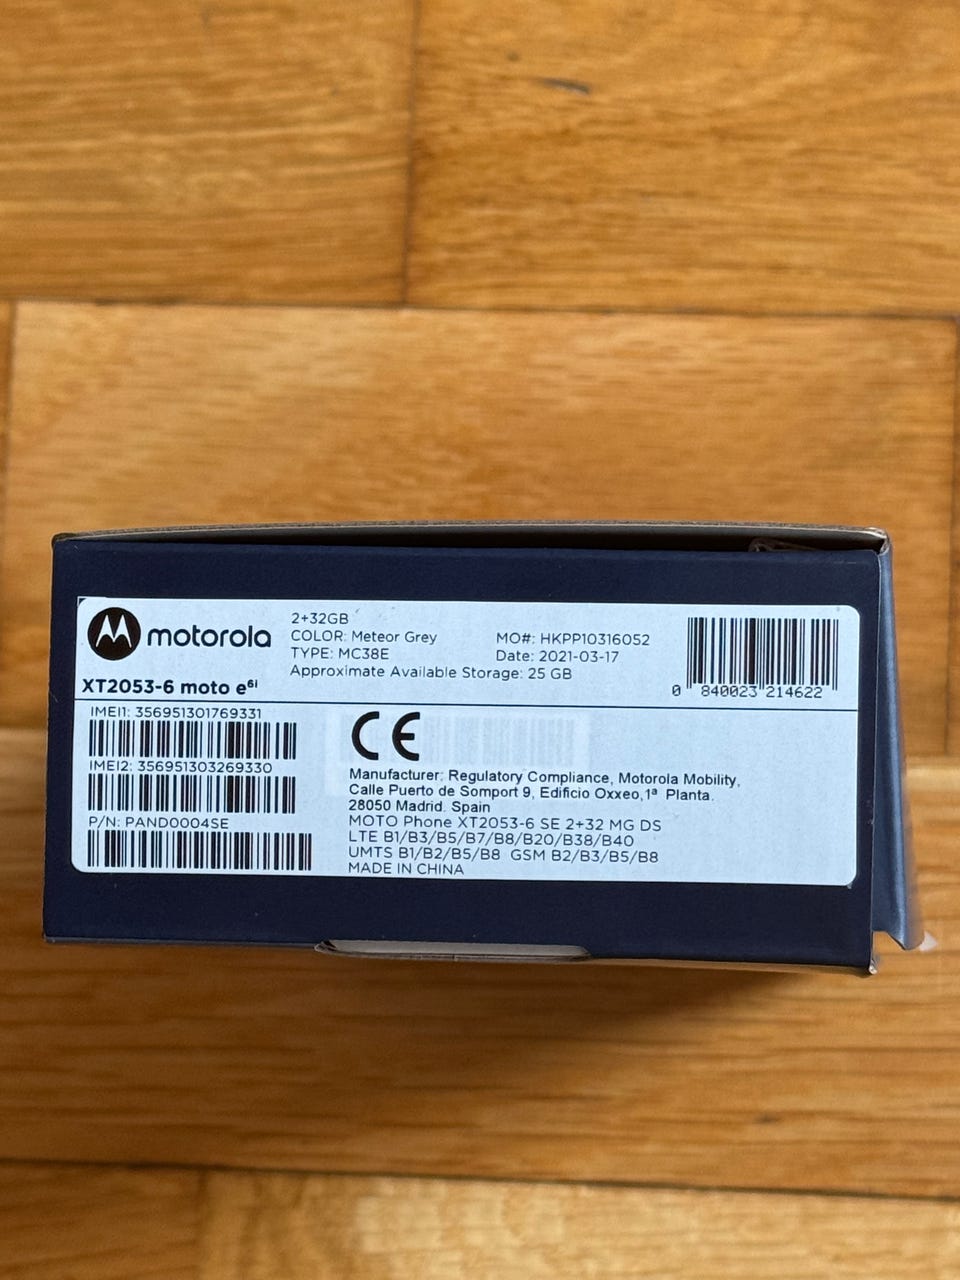 motorola
XT2053-6 moto e6i
2+32GB
COLOR: Meteor Grey
TYPE: MC38E
Approximate Available Storage: 25 GB
MO#: HKPP10316052
Date: 2021-03-17
0 840023 214622
IMEI1: 356951301769331
IMEI2: 356951303269330
P/N: PAND0004SE
CE
Manufacturer: Regulatory Compliance, Motorola Mobility,
Calle Puerto de Somport 9, Edificio Oxxeo,1ª Planta.
28050 Madrid. Spain
MOTO Phone XT2053-6 SE 2+32 MG DS
LTE B1/B3/B5/B7/B8/B20/B38/B40
UMTS B1/B2/B5/B8 GSM B2/B3/B5/B8
MADE IN CHINA